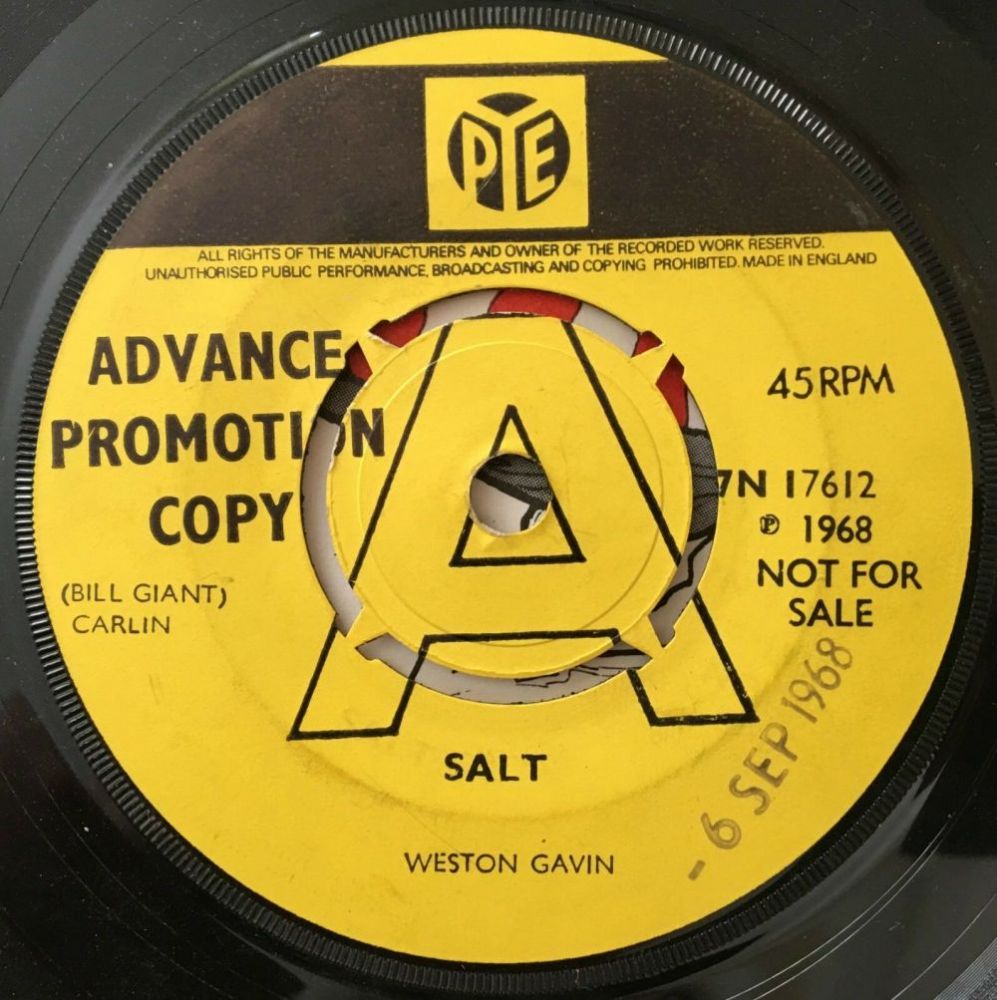 PYE
ALL RIGHTS OF THE MANUFACTURERS AND OWNER OF THE RECORDED WORK RESERVED.
UNAUTHORISED PUBLIC PERFORMANCE, BROADCASTING AND COPYING PROHIBITED. MADE IN ENGLAND
ADVANCE
PROMOTION
COPY
(BILL GIANT)
CARLIN
A
45 RPM
7N 17612
℗ 1968
NOT FOR
SALE
- 6 SEP 1968
SALT
WESTON GAVIN